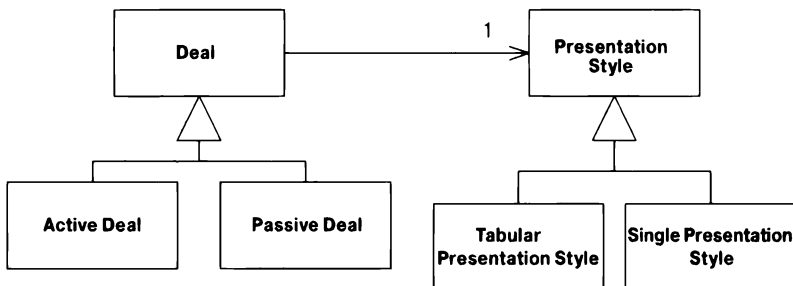 Deal
1
Presentation
Style
Active Deal
Passive Deal
Tabular
Presentation Style
Single Presentation
Style